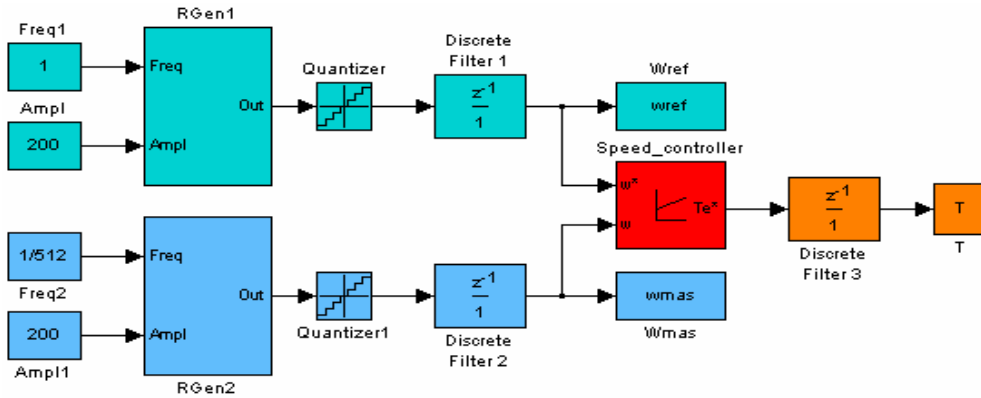 RGen1
Freq1
1
Freq
Ampl
200
Ampl
Out
Quantizer
Discrete
Filter 1
z-1
1
Wref
wref
Speed_controller
w*
w
Te*
z-1
1
Discrete
Filter 3
T
T
1/512
Freq2
Freq
200
Ampl1
Ampl
Out
RGen2
Quantizer1
z-1
1
Discrete
Filter 2
wmas
Wmas